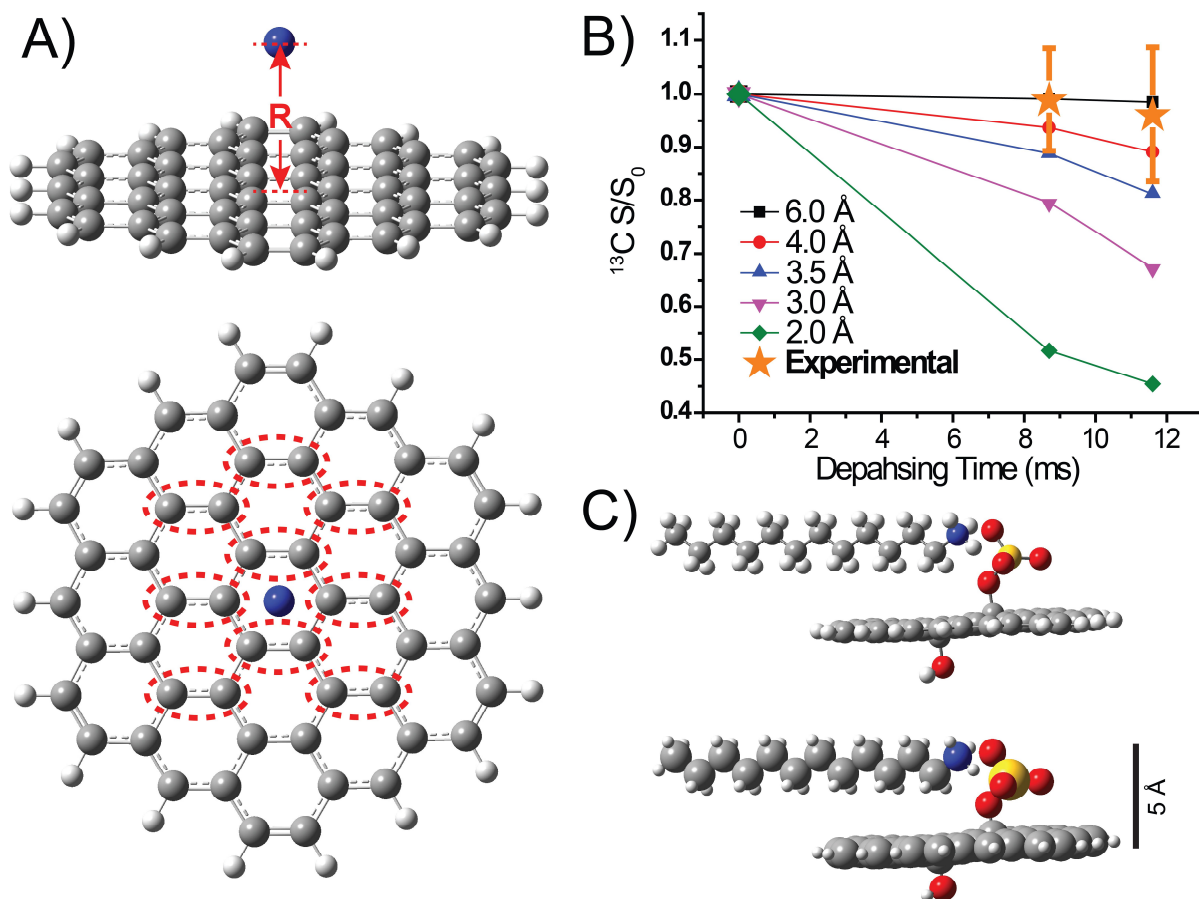 A)
R
B)
1.1
1.0
0.9
0.8
0.7
0.6
0.5
0.4
¹³C S/S₀
6.0 Å
4.0 Å
3.5 Å
3.0 Å
2.0 Å
Experimental
0 2 4 6 8 10 12
Depahsing Time (ms)
C)
5 Å